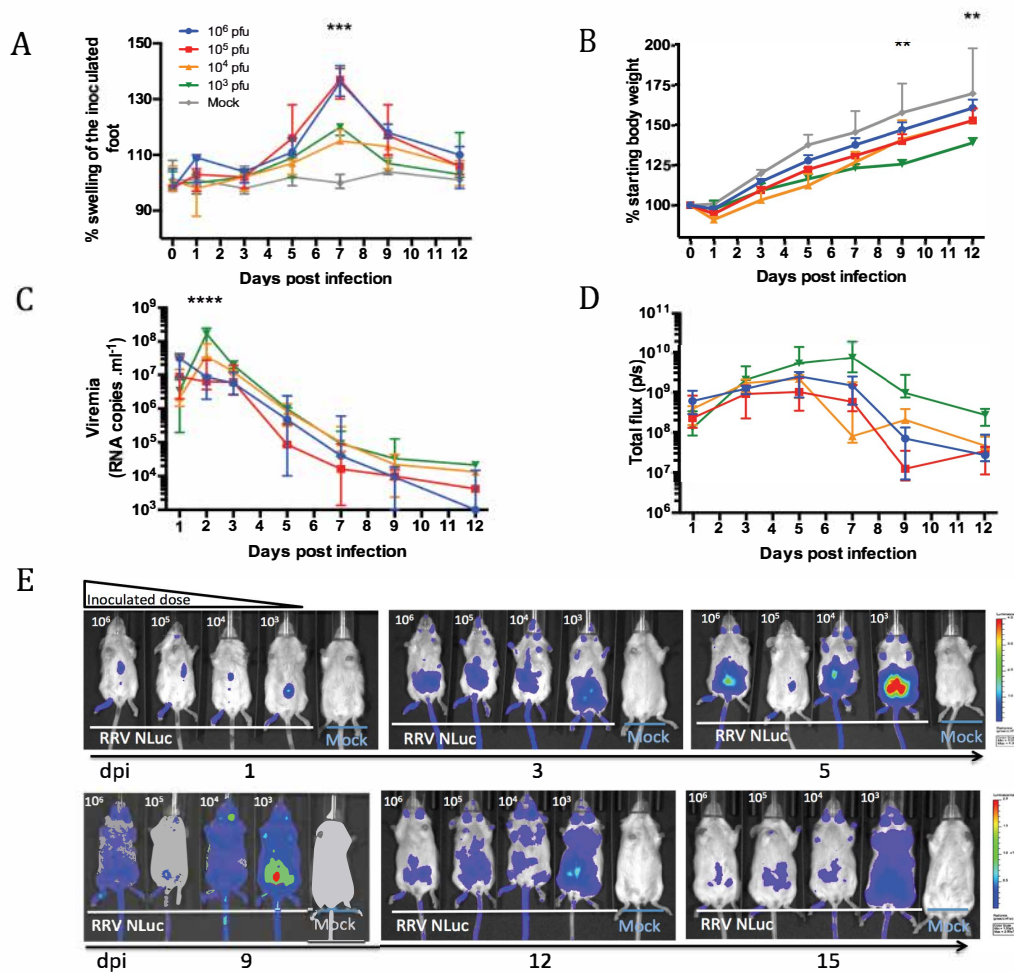 A
10⁶ pfu
10⁵ pfu
10⁴ pfu
10³ pfu
Mock
***
150
130
110
90
% swelling of the inoculated
foot
0 1 2 3 4 5 6 7 8 9 10 11 12
Days post infection
B
**
**
200
175
150
125
100
% starting body weight
0 1 2 3 4 5 6 7 8 9 10 11 12
Days post infection
C
****
10⁹
10⁸
10⁷
10⁶
10⁵
10⁴
10³
Viremia
(RNA copies .ml⁻¹)
1 2 3 4 5 6 7 8 9 10 11 12
Days post infection
D
10¹¹
10¹⁰
10⁹
10⁸
10⁷
10⁶
Total flux (p/s)
1 2 3 4 5 6 7 8 9 10 11 12
Days post infection
E
Inoculated dose
10⁶ 10⁵ 10⁴ 10³
RRV NLuc Mock
10⁶ 10⁵ 10⁴ 10³
RRV NLuc Mock
10⁶ 10⁵ 10⁴ 10³
RRV NLuc Mock
dpi 1 3 5
10⁶ 10⁵ 10⁴ 10³
RRV NLuc Mock
10⁶ 10⁵ 10⁴ 10³
RRV NLuc Mock
10⁶ 10⁵ 10⁴ 10³
RRV NLuc Mock
dpi 9 12 15